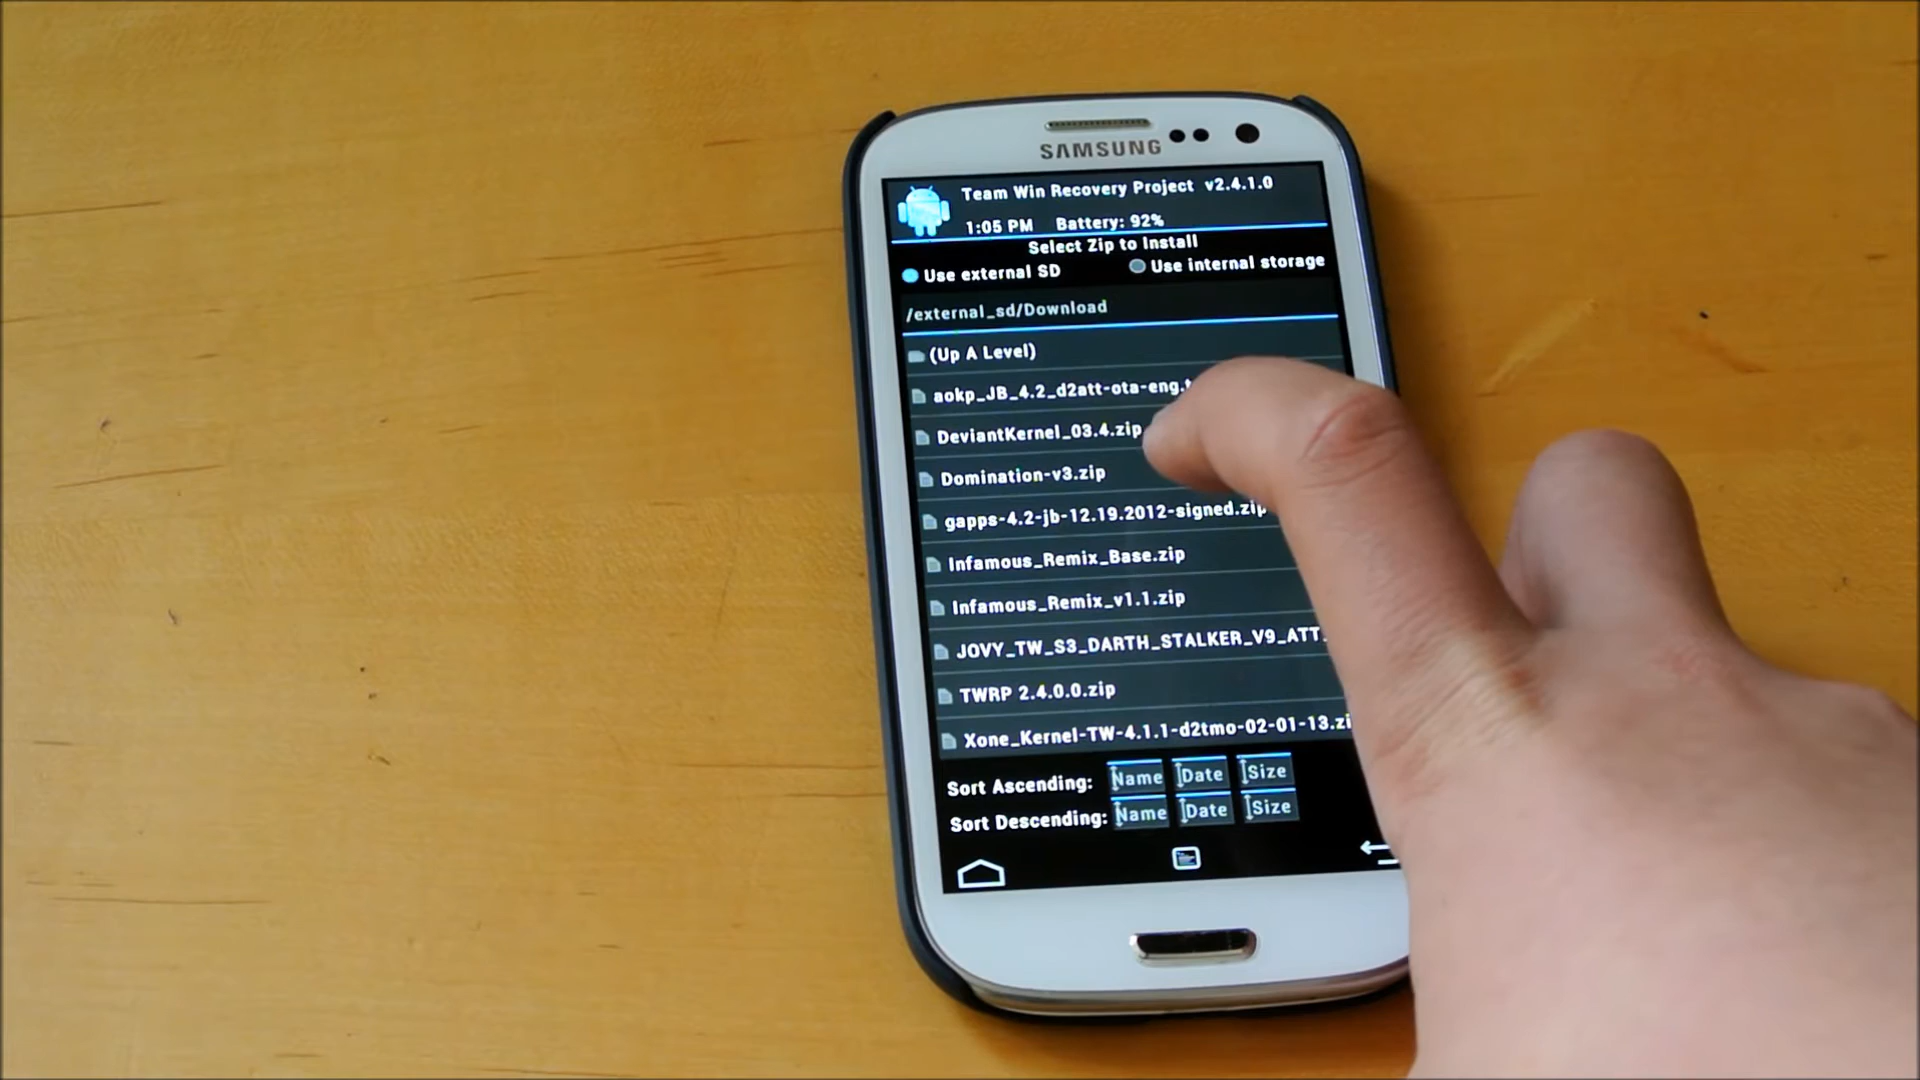 SAMSUNG
Team Win Recovery Project v2.4.1.0
1:05 PM Battery: 92%
Select Zip to Install
Use external SD Use internal storage
/external_sd/Download
(Up A Level)
aokp_JB_4.2_d2att-ota-eng.
DeviantKernel_03.4.zip
Domination-v3.zip
gapps-4.2-jb-12.19.2012-signed.zip
Infamous_Remix_Base.zip
Infamous_Remix_v1.1.zip
JOVY_TW_S3_DARTH_STALKER_V9_ATT.
TWRP 2.4.0.0.zip
Xone_Kernel-TW-4.1.1-d2tmo-02-01-13.zi
Sort Ascending: Name Date Size
Sort Descending: Name Date Size